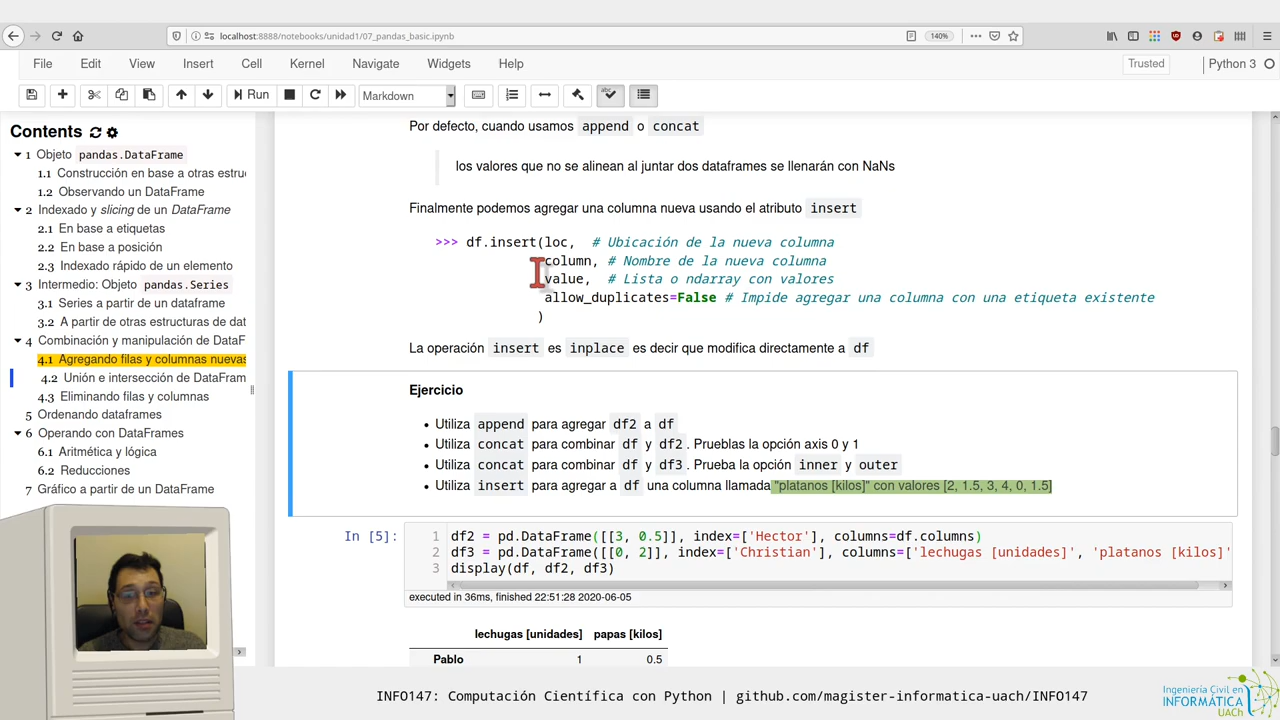 localhost:8888/notebooks/unidad1/07_pandas_basic.ipynb
140%
File Edit View Insert Cell Kernel Navigate Widgets Help
Trusted
Python 3
Run
Markdown
Contents
1 Objeto pandas.DataFrame
1.1 Construcción en base a otras estru
1.2 Observando un DataFrame
2 Indexado y slicing de un DataFrame
2.1 En base a etiquetas
2.2 En base a posición
2.3 Indexado rápido de un elemento
3 Intermedio: Objeto pandas.Series
3.1 Series a partir de un dataframe
3.2 A partir de otras estructuras de dat
4 Combinación y manipulación de DataF
4.1 Agregando filas y columnas nuevas
4.2 Unión e intersección de DataFram
4.3 Eliminando filas y columnas
5 Ordenando dataframes
6 Operando con DataFrames
6.1 Aritmética y lógica
6.2 Reducciones
7 Gráfico a partir de un DataFrame
Por defecto, cuando usamos append o concat
los valores que no se alinean al juntar dos dataframes se llenarán con NaNs
Finalmente podemos agregar una columna nueva usando el atributo insert
>>> df.insert(loc, # Ubicación de la nueva columna
column, # Nombre de la nueva columna
value, # Lista o ndarray con valores
allow_duplicates=False # Impide agregar una columna con una etiqueta existente
)
La operación insert es inplace es decir que modifica directamente a df
Ejercicio
• Utiliza append para agregar df2 a df
• Utiliza concat para combinar df y df2 . Prueblas la opción axis 0 y 1
• Utiliza concat para combinar df y df3 . Prueba la opción inner y outer
• Utiliza insert para agregar a df una columna llamada "platanos [kilos]" con valores [2, 1.5, 3, 4, 0, 1.5]
In [5]:
1 df2 = pd.DataFrame([[3, 0.5]], index=['Hector'], columns=df.columns)
2 df3 = pd.DataFrame([[0, 2]], index=['Christian'], columns=['lechugas [unidades]', 'platanos [kilos]'
3 display(df, df2, df3)
executed in 36ms, finished 22:51:28 2020-06-05
lechugas [unidades] papas [kilos]
Pablo 1 0.5
INFO147: Computación Científica con Python | github.com/magister-informatica-uach/INFO147
Ingeniería Civil en
INFORMÁTICA
UACh